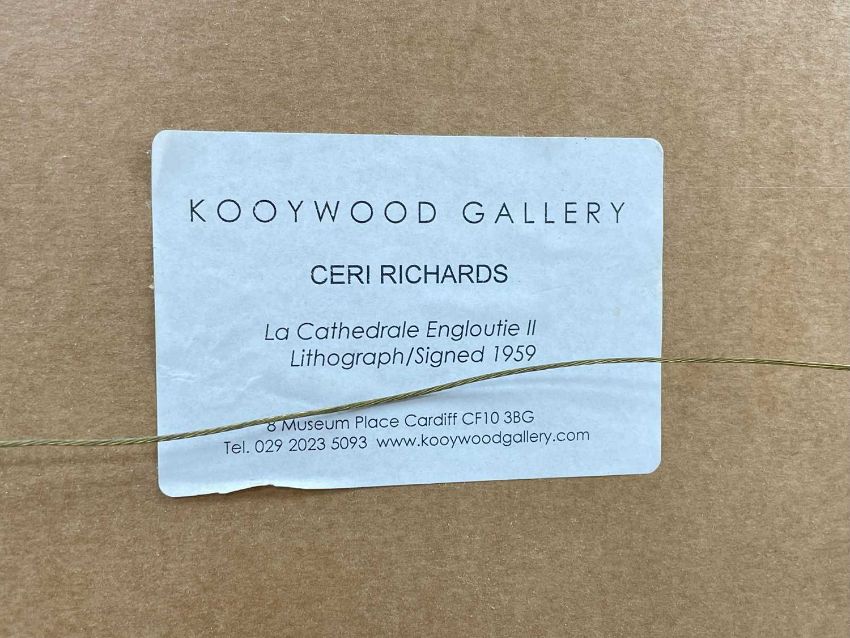 KOOYWOOD GALLERY
CERI RICHARDS
La Cathedrale Engloutie II
Lithograph/Signed 1959
8 Museum Place Cardiff CF10 3BG
Tel. 029 2023 5093 www.kooywoodgallery.com